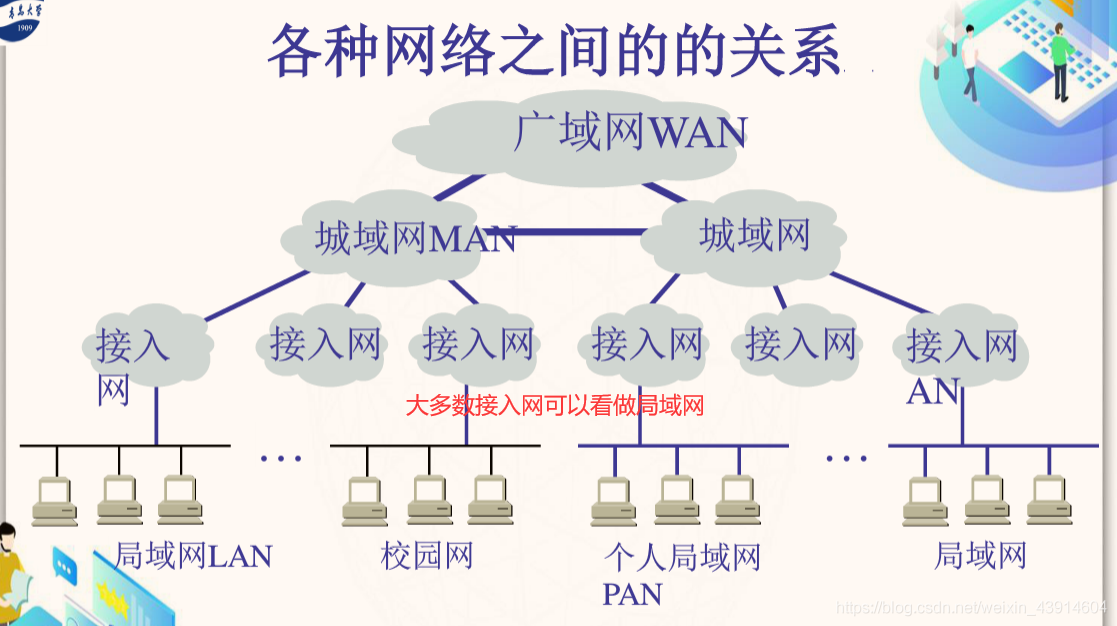 1909
各种网络之间的的关系
广域网WAN
城域网MAN
城域网
接入
网
接入网
接入网
接入网
接入网
接入网
AN
大多数接入网可以看做局域网
…
…
局域网LAN
校园网
个人局域网
PAN
局域网
https://blog.csdn.net/weixin_43914604